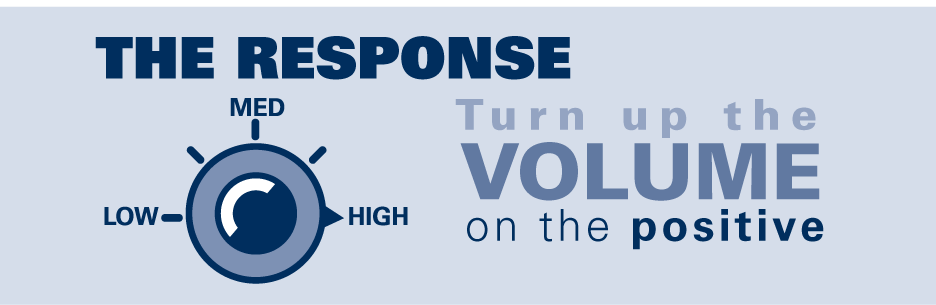 THE RESPONSE
MED
LOW
HIGH
Turn up the
VOLUME
on the positive